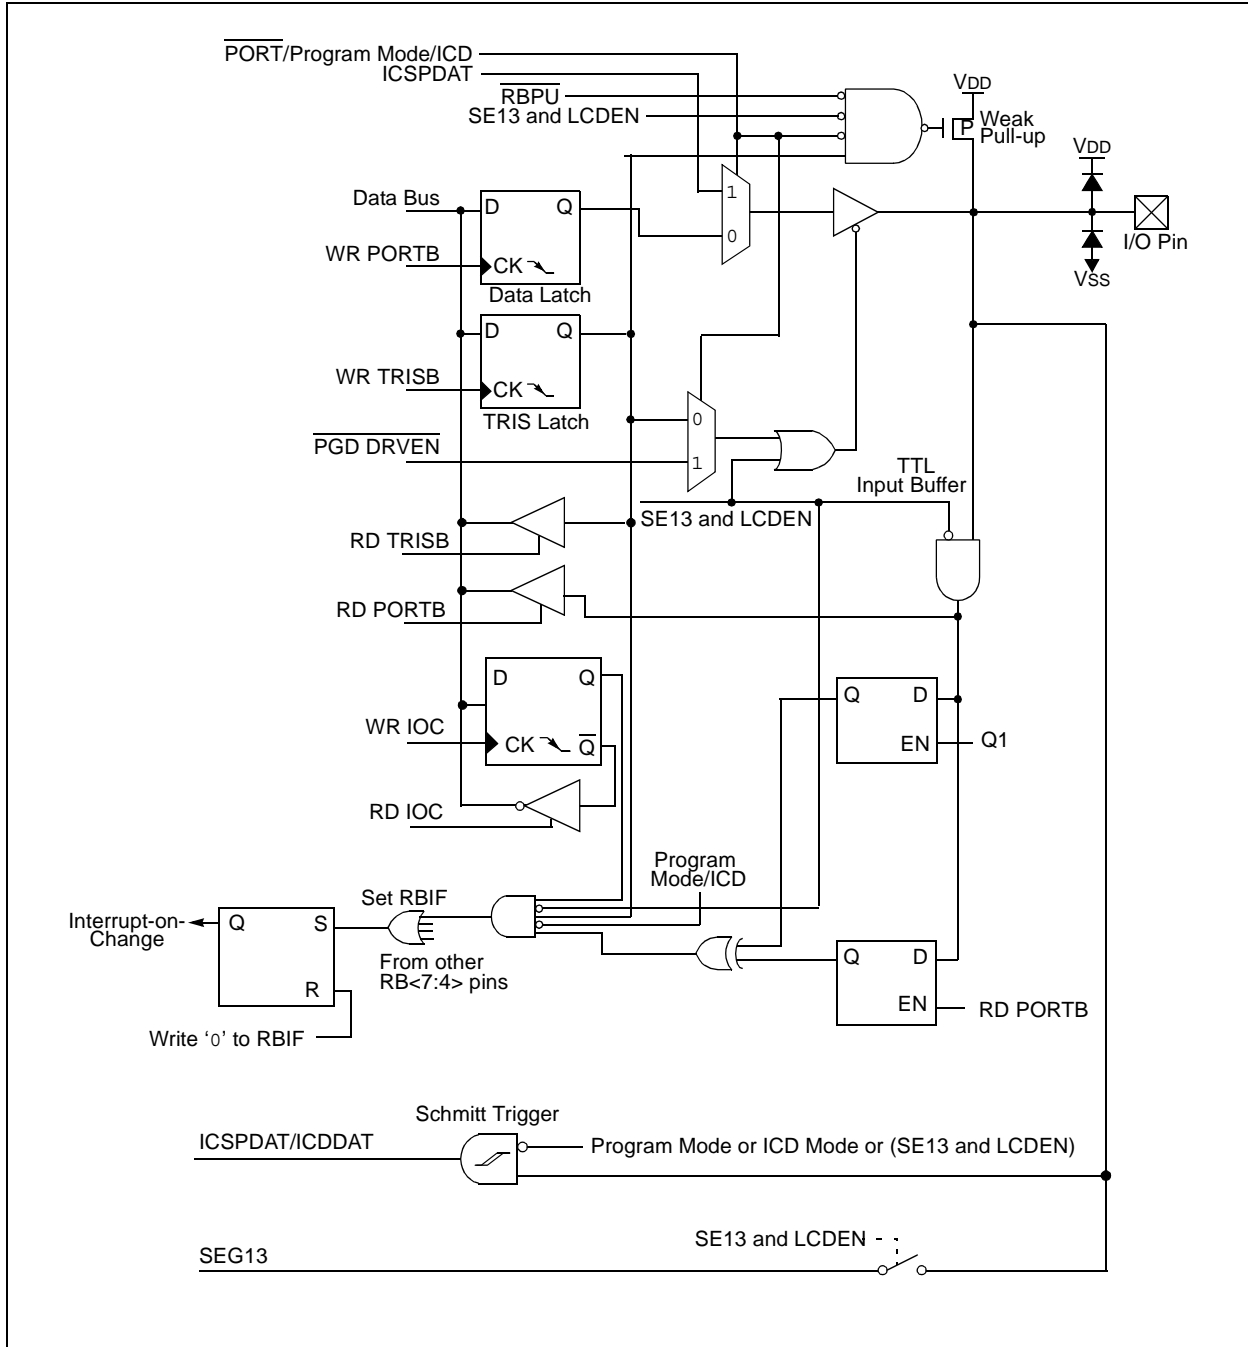 PORT/Program Mode/ICD
ICSPDAT
RBPU
SE13 and LCDEN
VDD
P
Weak
Pull-up
VDD
I/O Pin
VSS
Data Bus
D
Q
1
0
WR PORTB
CK
Data Latch
D
Q
WR TRISB
CK
TRIS Latch
PGD DRVEN
0
1
TTL
Input Buffer
SE13 and LCDEN
RD TRISB
RD PORTB
D
Q
WR IOC
CK
Q
Q
D
EN
Q1
RD IOC
Program
Mode/ICD
Set RBIF
Interrupt-on-
Change
Q
S
R
From other
RB<7:4> pins
Write ‘0’ to RBIF
Q
D
EN
RD PORTB
Schmitt Trigger
ICSPDAT/ICDDAT
Program Mode or ICD Mode or (SE13 and LCDEN)
SE13 and LCDEN
SEG13